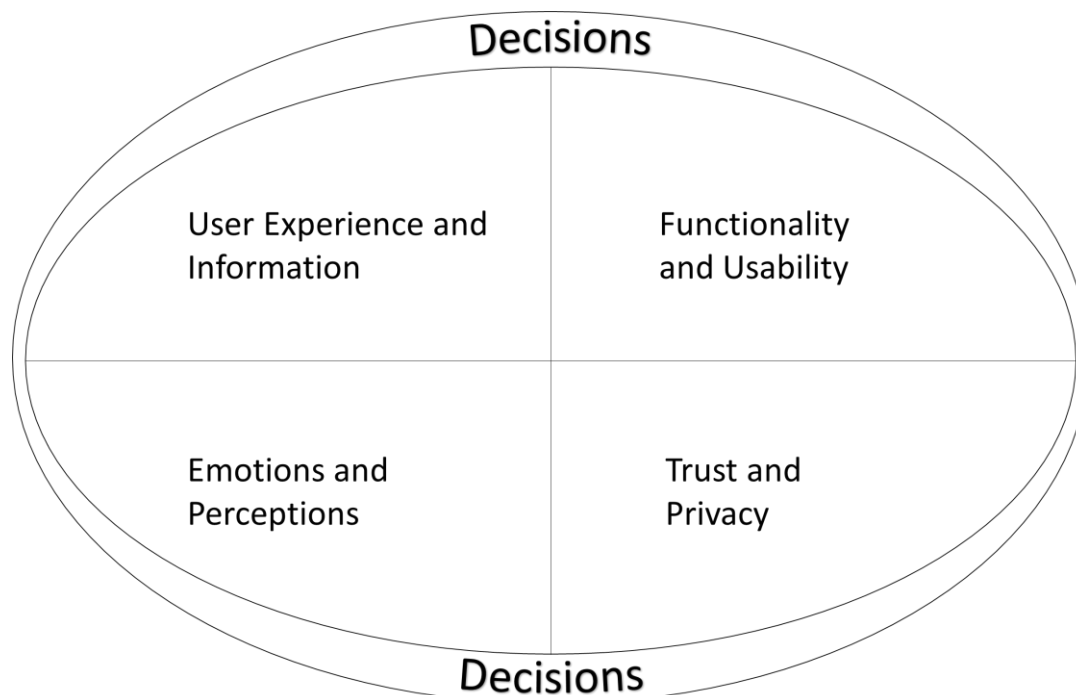 Decisions
User Experience and
Information
Functionality
and Usability
Emotions and
Perceptions
Trust and
Privacy
Decisions